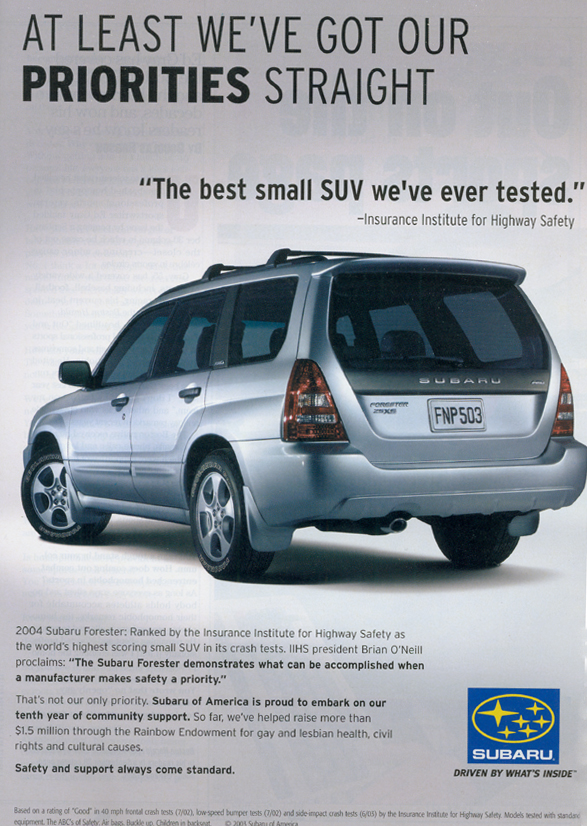 AT LEAST WE'VE GOT OUR
PRIORITIES STRAIGHT
"The best small SUV we've ever tested."
–Insurance Institute for Highway Safety
SUBARU
FORESTER
2.5XS
FNP503
2004 Subaru Forester: Ranked by the Insurance Institute for Highway Safety as
the world's highest scoring small SUV in its crash tests. IIHS president Brian O'Neill
proclaims: "The Subaru Forester demonstrates what can be accomplished when
a manufacturer makes safety a priority."
That's not our only priority. Subaru of America is proud to embark on our
tenth year of community support. So far, we've helped raise more than
$1.5 million through the Rainbow Endowment for gay and lesbian health, civil
rights and cultural causes.
Safety and support always come standard.
SUBARU.
DRIVEN BY WHAT'S INSIDE™
Based on a rating of "Good" in 40 mph frontal crash tests (7/02), low-speed bumper tests (7/02) and side-impact crash tests (6/03) by the Insurance Institute for Highway Safety. Models tested with standard
equipment. The ABC's of Safety: Air bags. Buckle up. Children in backseat. © 2003 Subaru of America